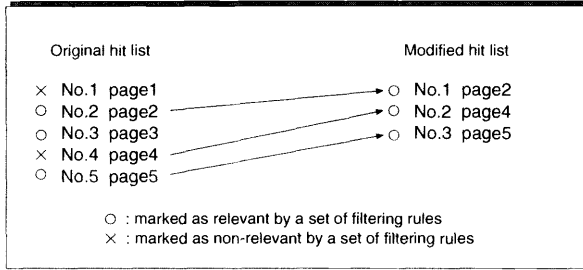 Original hit list Modified hit list
× No.1 page1 ○ No.1 page2
○ No.2 page2 ○ No.2 page4
○ No.3 page3 ○ No.3 page5
× No.4 page4
○ No.5 page5
○ : marked as relevant by a set of filtering rules
× : marked as non-relevant by a set of filtering rules